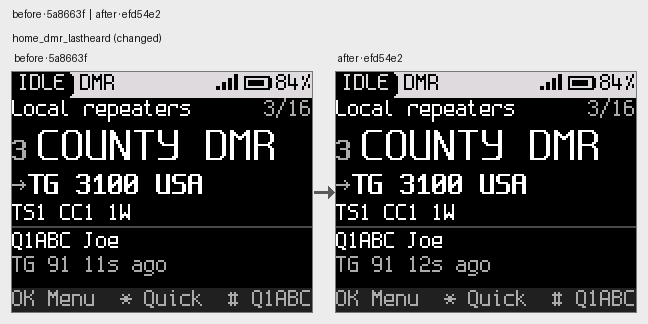 before·5a8663f | after·efd54e2
home_dmr_lastheard (changed)
before·5a8663f
IDLE DMR 84%
Local repeaters 3/16
3 COUNTY DMR
→TG 3100 USA
TS1 CC1 1W
Q1ABC Joe
TG 91 11s ago
OK Menu * Quick # Q1ABC
after·efd54e2
IDLE DMR 84%
Local repeaters 3/16
3 COUNTY DMR
→TG 3100 USA
TS1 CC1 1W
Q1ABC Joe
TG 91 12s ago
OK Menu * Quick # Q1ABC